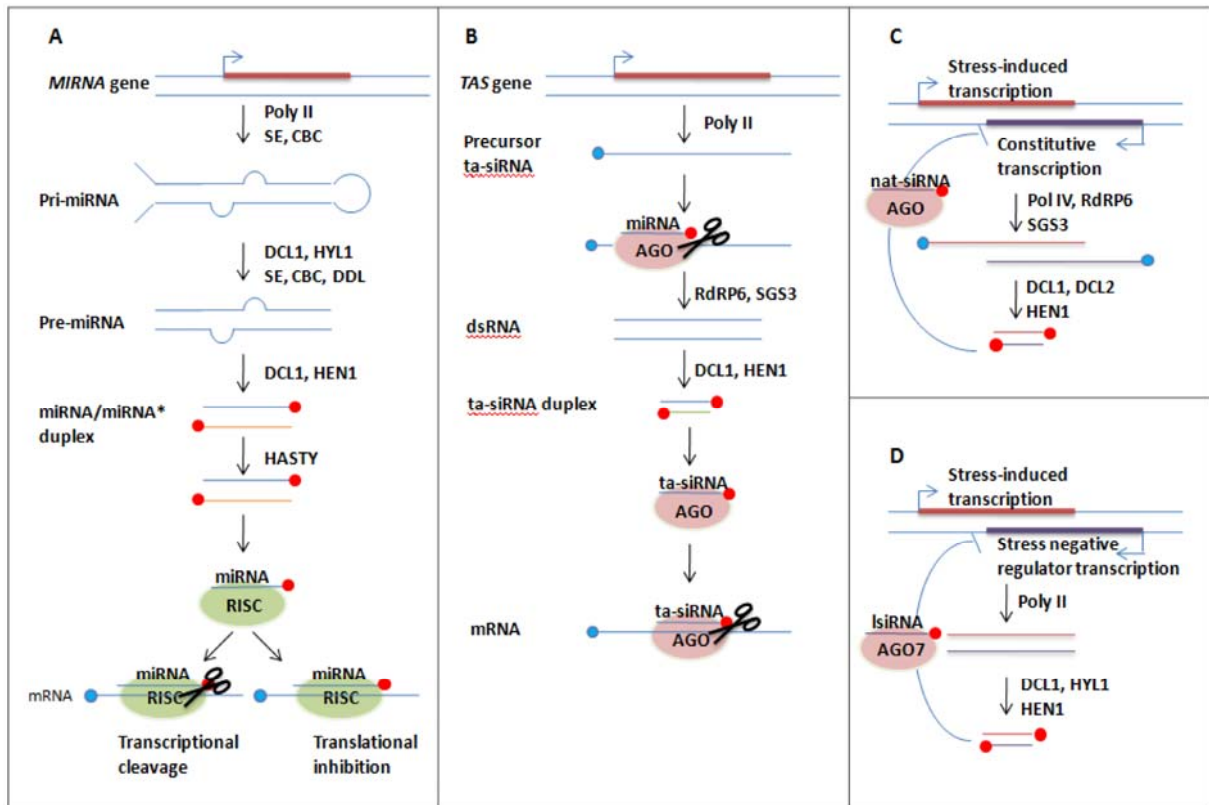 A
MIRNA gene
Poly II
SE, CBC
Pri-miRNA
DCL1, HYL1
SE, CBC, DDL
Pre-miRNA
DCL1, HEN1
miRNA/miRNA*
duplex
HASTY
miRNA
RISC
miRNA
RISC
mRNA
miRNA
RISC
Transcriptional
cleavage
Translational
inhibition
B
TAS gene
Poly II
Precursor
ta-siRNA
miRNA
AGO
RdRP6, SGS3
dsRNA
DCL1, HEN1
ta-siRNA duplex
ta-siRNA
AGO
ta-siRNA
mRNA
AGO
C
Stress-induced
transcription
Constitutive
transcription
nat-siRNA
AGO
Pol IV, RdRP6
SGS3
DCL1, DCL2
HEN1
D
Stress-induced
transcription
Stress negative
regulator transcription
Poly II
lsiRNA
AGO7
DCL1, HYL1
HEN1